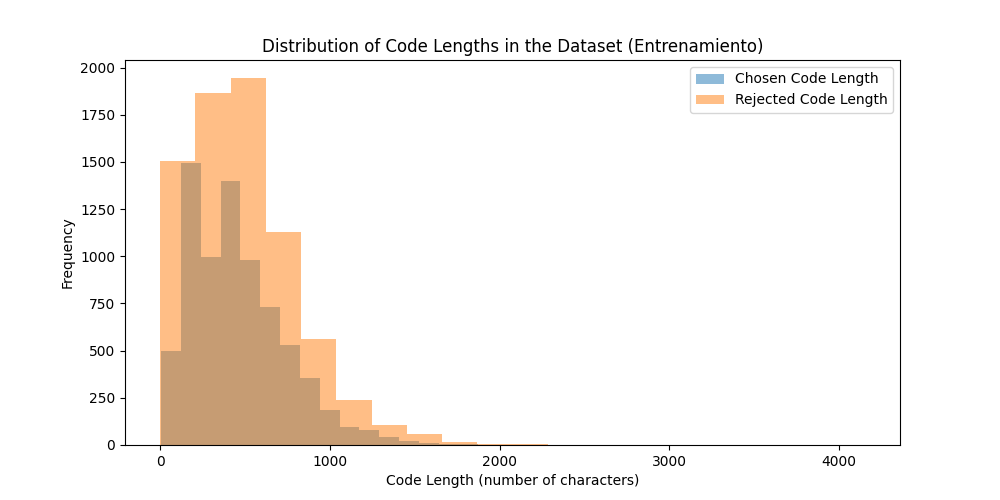 Distribution of Code Lengths in the Dataset (Entrenamiento)
Chosen Code Length
Rejected Code Length
Frequency
2000
1750
1500
1250
1000
750
500
250
0
0 1000 2000 3000 4000
Code Length (number of characters)